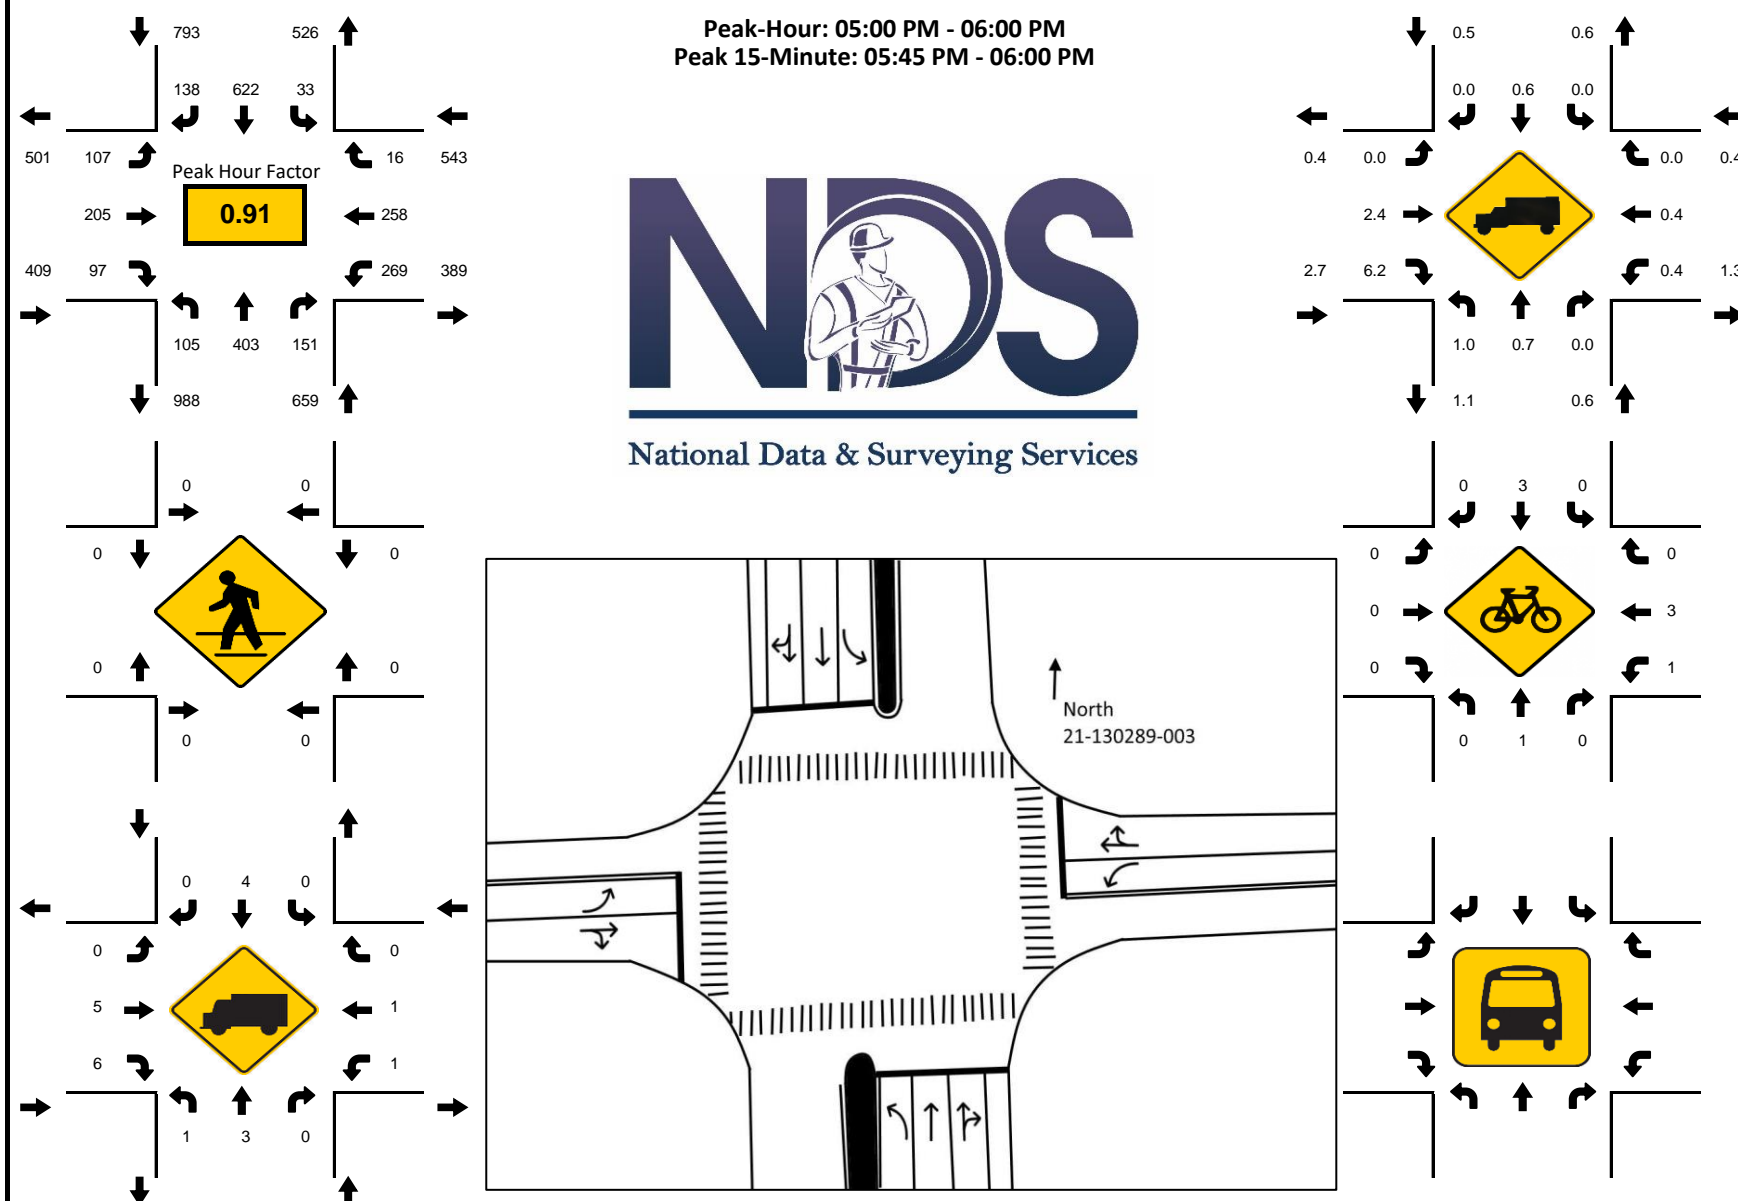 Peak-Hour: 05:00 PM - 06:00 PM
Peak 15-Minute: 05:45 PM - 06:00 PM
793 526
138 622 33
501 107 16 543
Peak Hour Factor
0.91
205 258
409 97 269 389
105 403 151
988 659
0.5 0.6
0.0 0.6 0.0
0.4 0.0 0.0 0.4
2.4 0.4
2.7 6.2 0.4 1.3
1.0 0.7 0.0
1.1 0.6
NDS
National Data & Surveying Services
0 0
0 0
0 0
0 0
0 3 0
0 0
0 3
0 1
0 1 0
North
21-130289-003
0 4 0
0 0
5 1
6 1
1 3 0